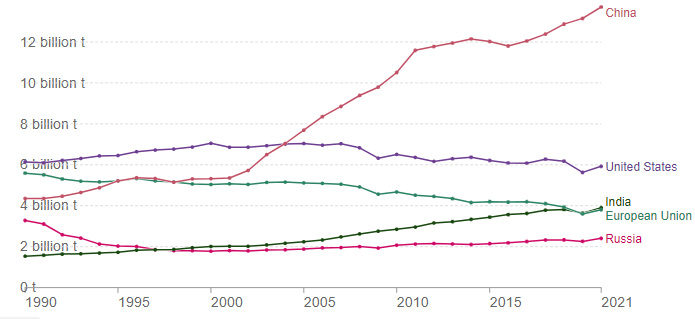 China
12 billion t
10 billion t
8 billion t
6 billion t
United States
4 billion t
India
European Union
Russia
2 billion t
0 t
1990 1995 2000 2005 2010 2015 2021